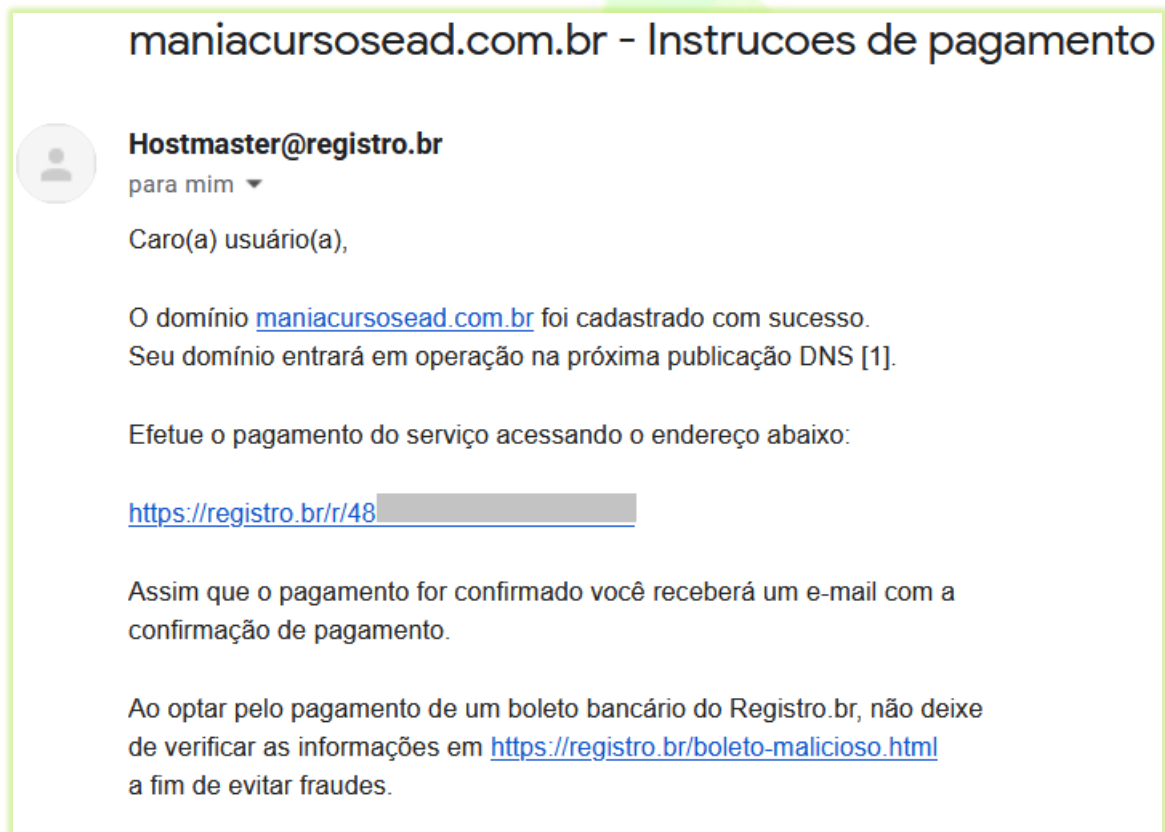 maniacursosead.com.br - Instrucoes de pagamento
Hostmaster@registro.br
para mim
Caro(a) usuário(a),
O domínio maniacursosead.com.br foi cadastrado com sucesso.
Seu domínio entrará em operação na próxima publicação DNS [1].
Efetue o pagamento do serviço acessando o endereço abaixo:
https://registro.br/r/48
Assim que o pagamento for confirmado você receberá um e-mail com a
confirmação de pagamento.
Ao optar pelo pagamento de um boleto bancário do Registro.br, não deixe
de verificar as informações em https://registro.br/boleto-malicioso.html
a fim de evitar fraudes.